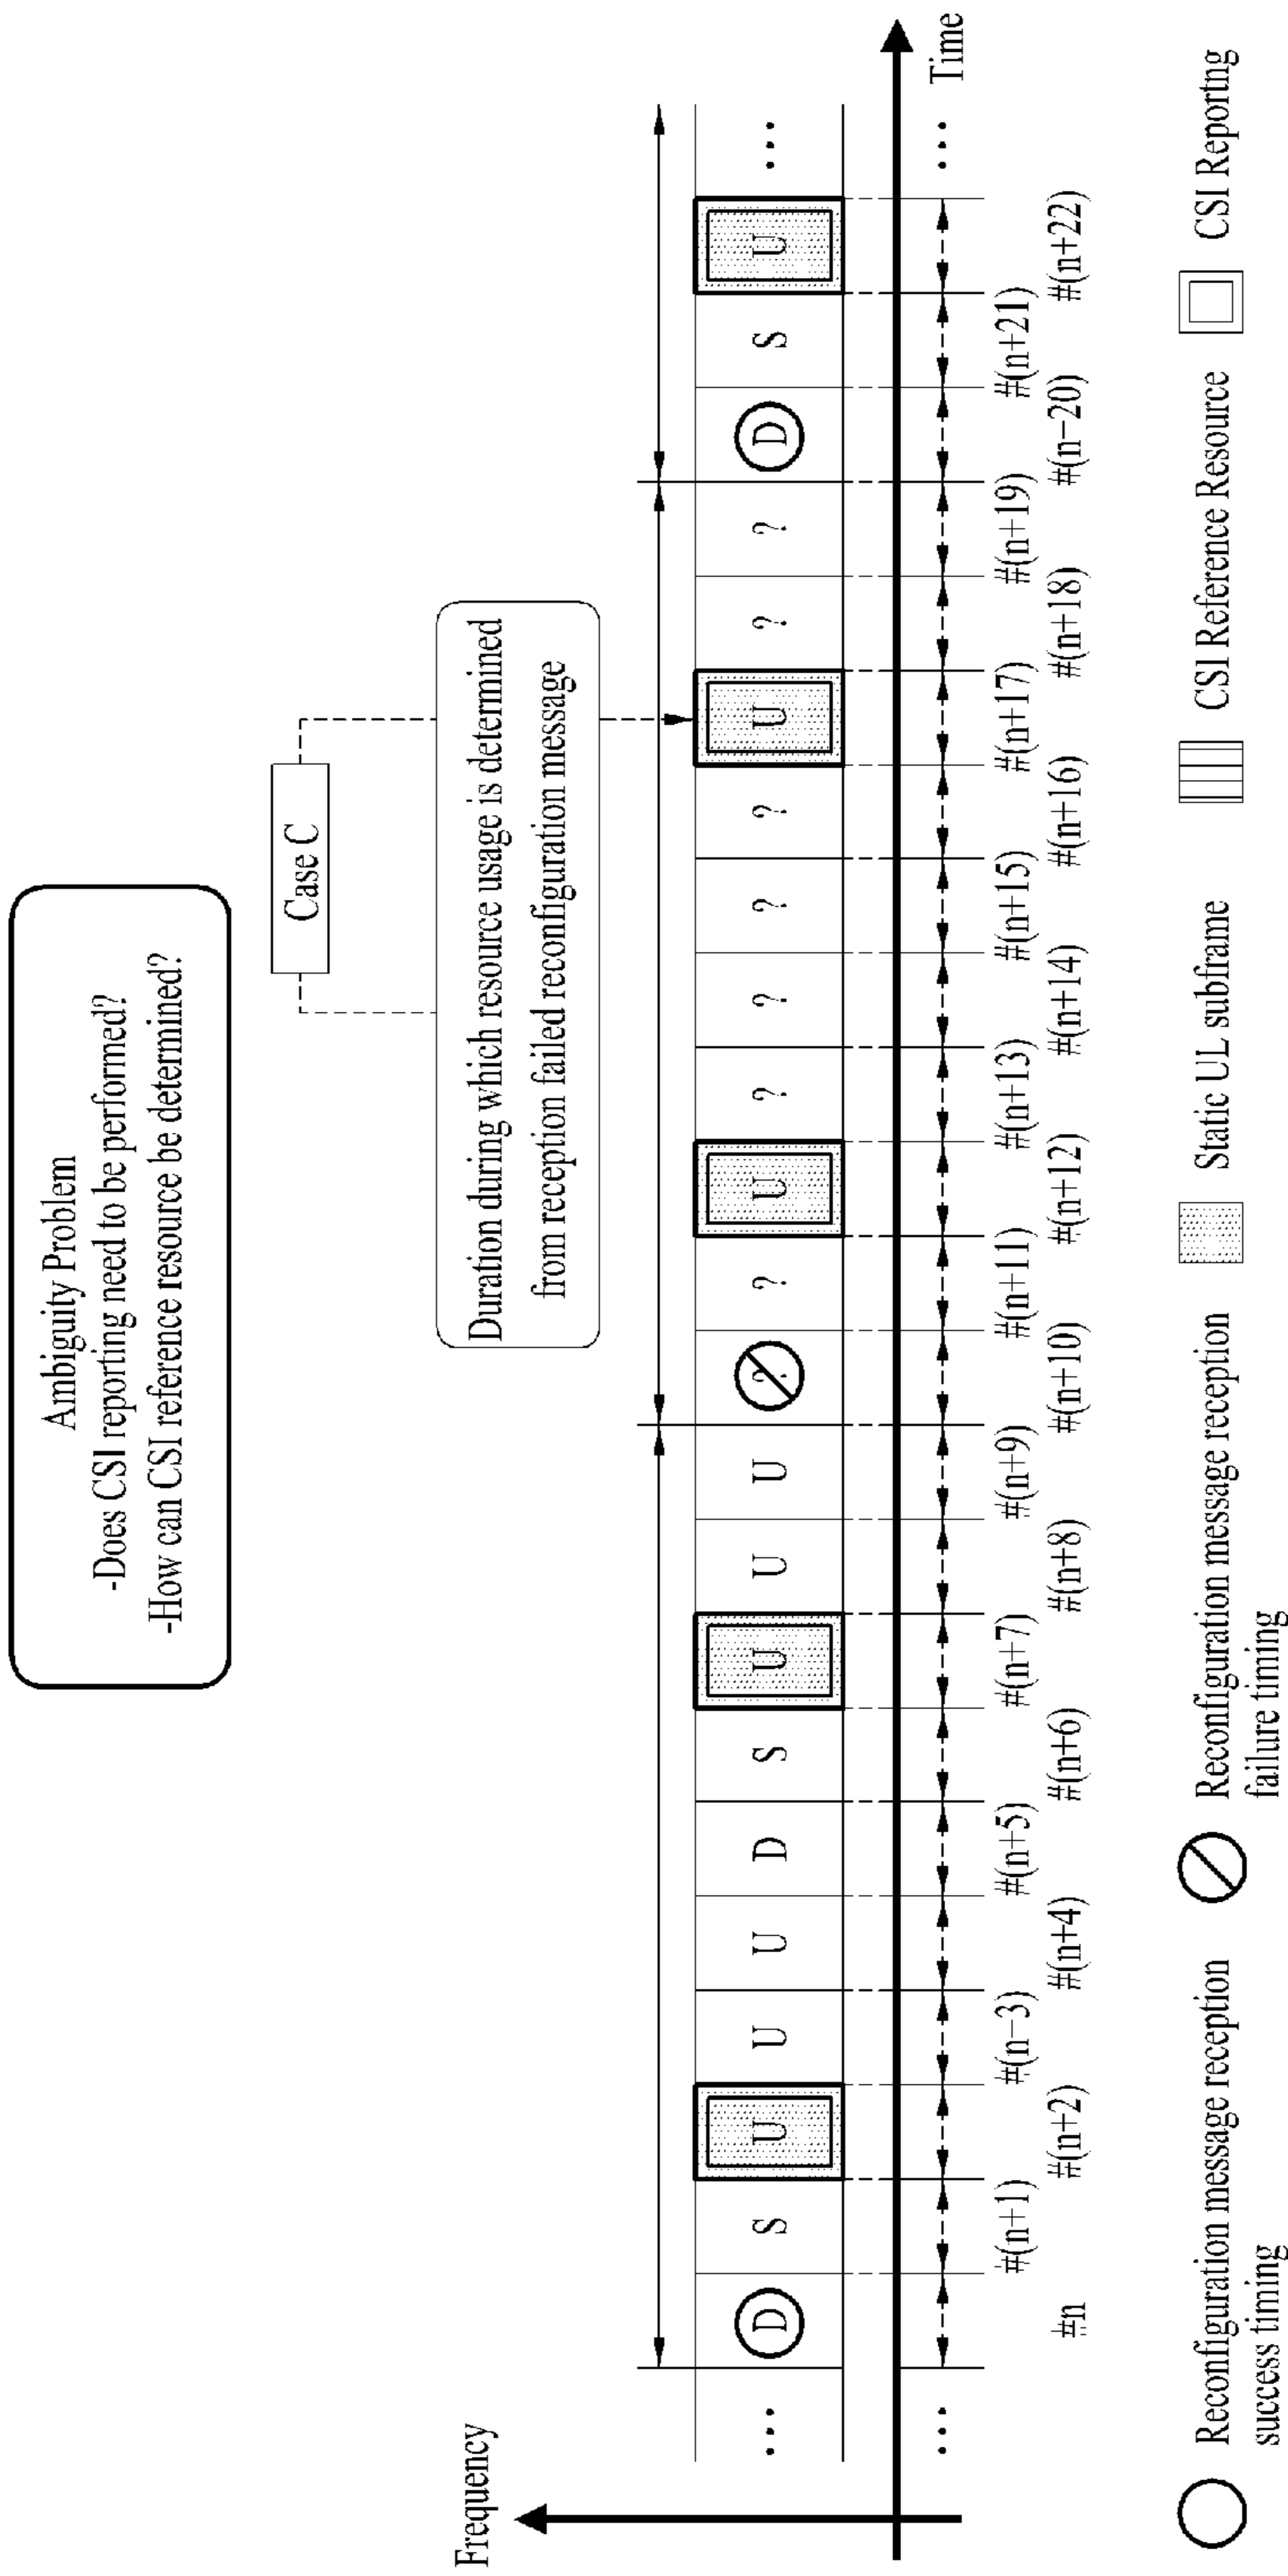 Ambiguity Problem
-Does CSI reporting need to be performed?
-How can CSI reference resource be determined?
Case C
Duration during which resource usage is determined
from reception failed reconfiguration message
Frequency
... D S U U U D S U U U ? ? U ? ? ? ? U ? ? D S U ...
... ...
Time
#n #(n+1) #(n+2) #(n-3) #(n+4) #(n+5) #(n+6) #(n+7) #(n+8) #(n+9) #(n+10) #(n+11) #(n+12) #(n+13) #(n+14) #(n+15) #(n+16) #(n+17) #(n+18) #(n+19) #(n-20) #(n+21) #(n+22)
Reconfiguration message reception
success timing
Reconfiguration message reception
failure timing
Static UL subframe
CSI Reference Resource
CSI Reportng